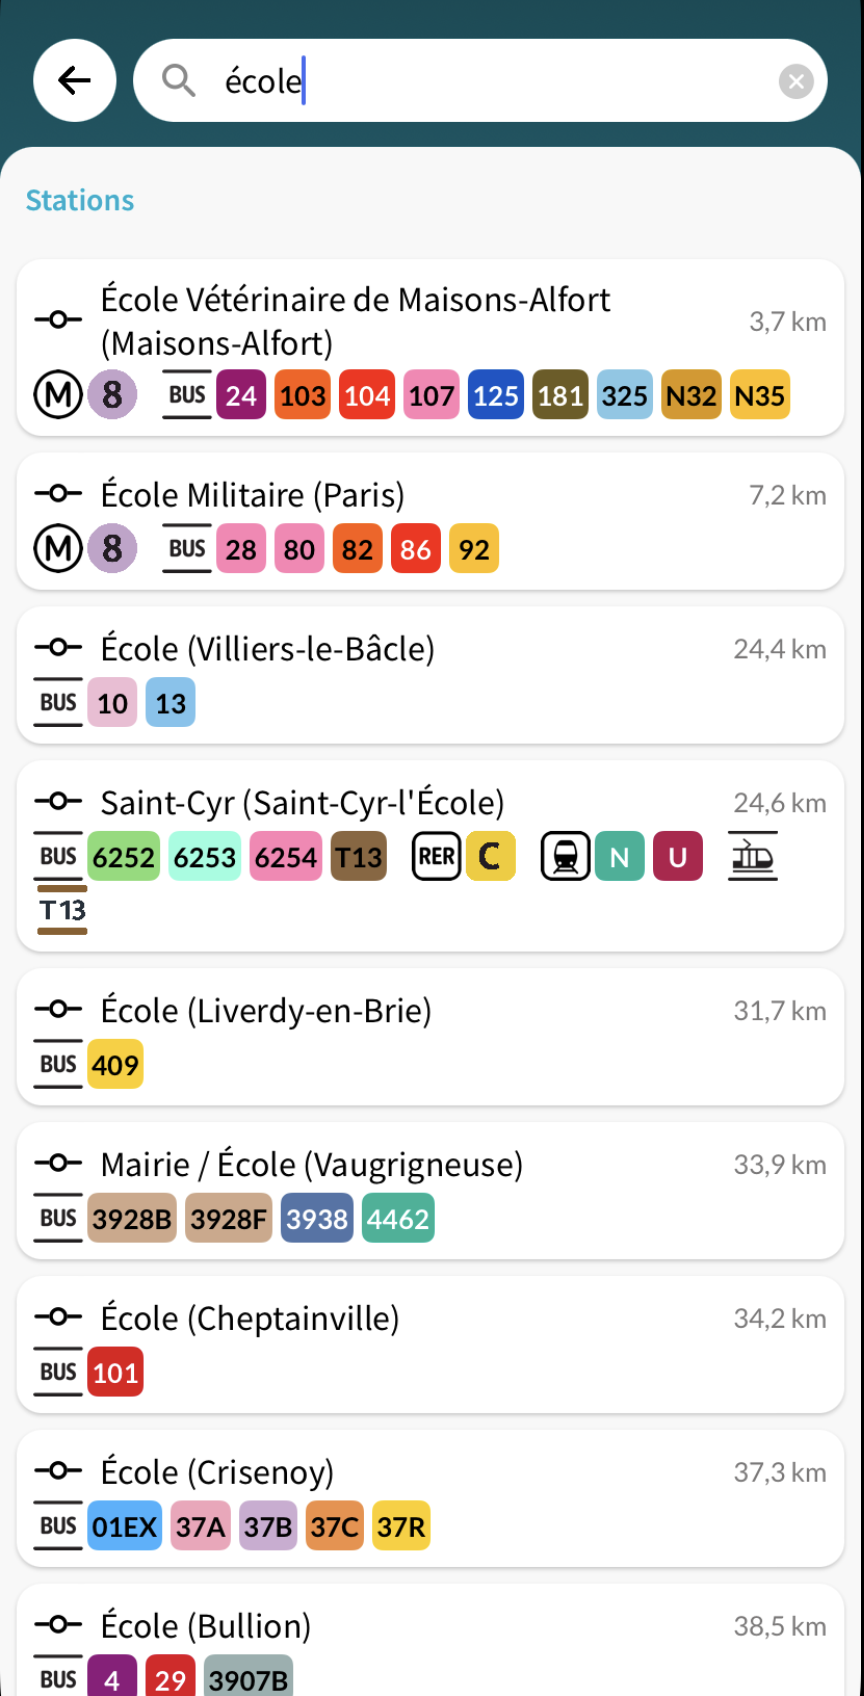 école
Stations
École Vétérinaire de Maisons-Alfort
(Maisons-Alfort)
3,7 km
M 8 BUS 24 103 104 107 125 181 325 N32 N35
École Militaire (Paris) 7,2 km
M 8 BUS 28 80 82 86 92
École (Villiers-le-Bâcle) 24,4 km
BUS 10 13
Saint-Cyr (Saint-Cyr-l'École) 24,6 km
BUS 6252 6253 6254 T13 RER C N U
T13
École (Liverdy-en-Brie) 31,7 km
BUS 409
Mairie / École (Vaugrigneuse) 33,9 km
BUS 3928B 3928F 3938 4462
École (Cheptainville) 34,2 km
BUS 101
École (Crisenoy) 37,3 km
BUS 01EX 37A 37B 37C 37R
École (Bullion) 38,5 km
BUS 4 29 3907B